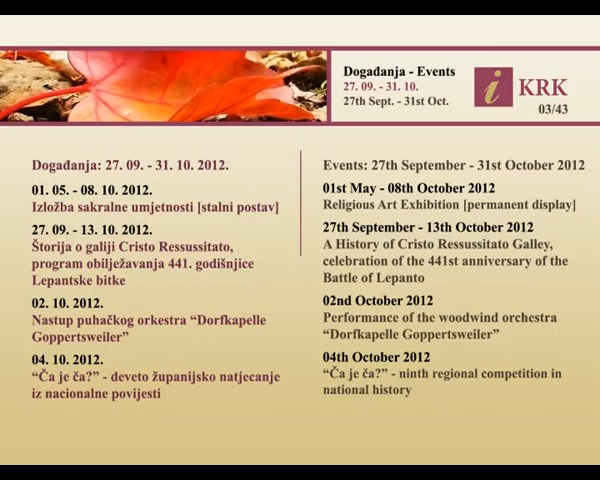 Događanja - Events
27. 09. - 31. 10.
27th Sept. - 31st Oct.
i KRK
03/43
Događanja: 27. 09. - 31. 10. 2012.
01. 05. - 08. 10. 2012.
Izložba sakralne umjetnosti [stalni postav]
27. 09. - 13. 10. 2012.
Štorija o galiji Cristo Ressussitato,
program obilježavanja 441. godišnjice
Lepantske bitke
02. 10. 2012.
Nastup puhačkog orkestra “Dorfkapelle
Goppertsweiler”
04. 10. 2012.
“Ča je ča?” - deveto županijsko natjecanje
iz nacionalne povijesti
Events: 27th September - 31st October 2012
01st May - 08th October 2012
Religious Art Exhibition [permanent display]
27th September - 13th October 2012
A History of Cristo Ressussitato Galley,
celebration of the 441st anniversary of the
Battle of Lepanto
02nd October 2012
Performance of the woodwind orchestra
“Dorfkapelle Goppertsweiler”
04th October 2012
“Ča je ča?” - ninth regional competition in
national history